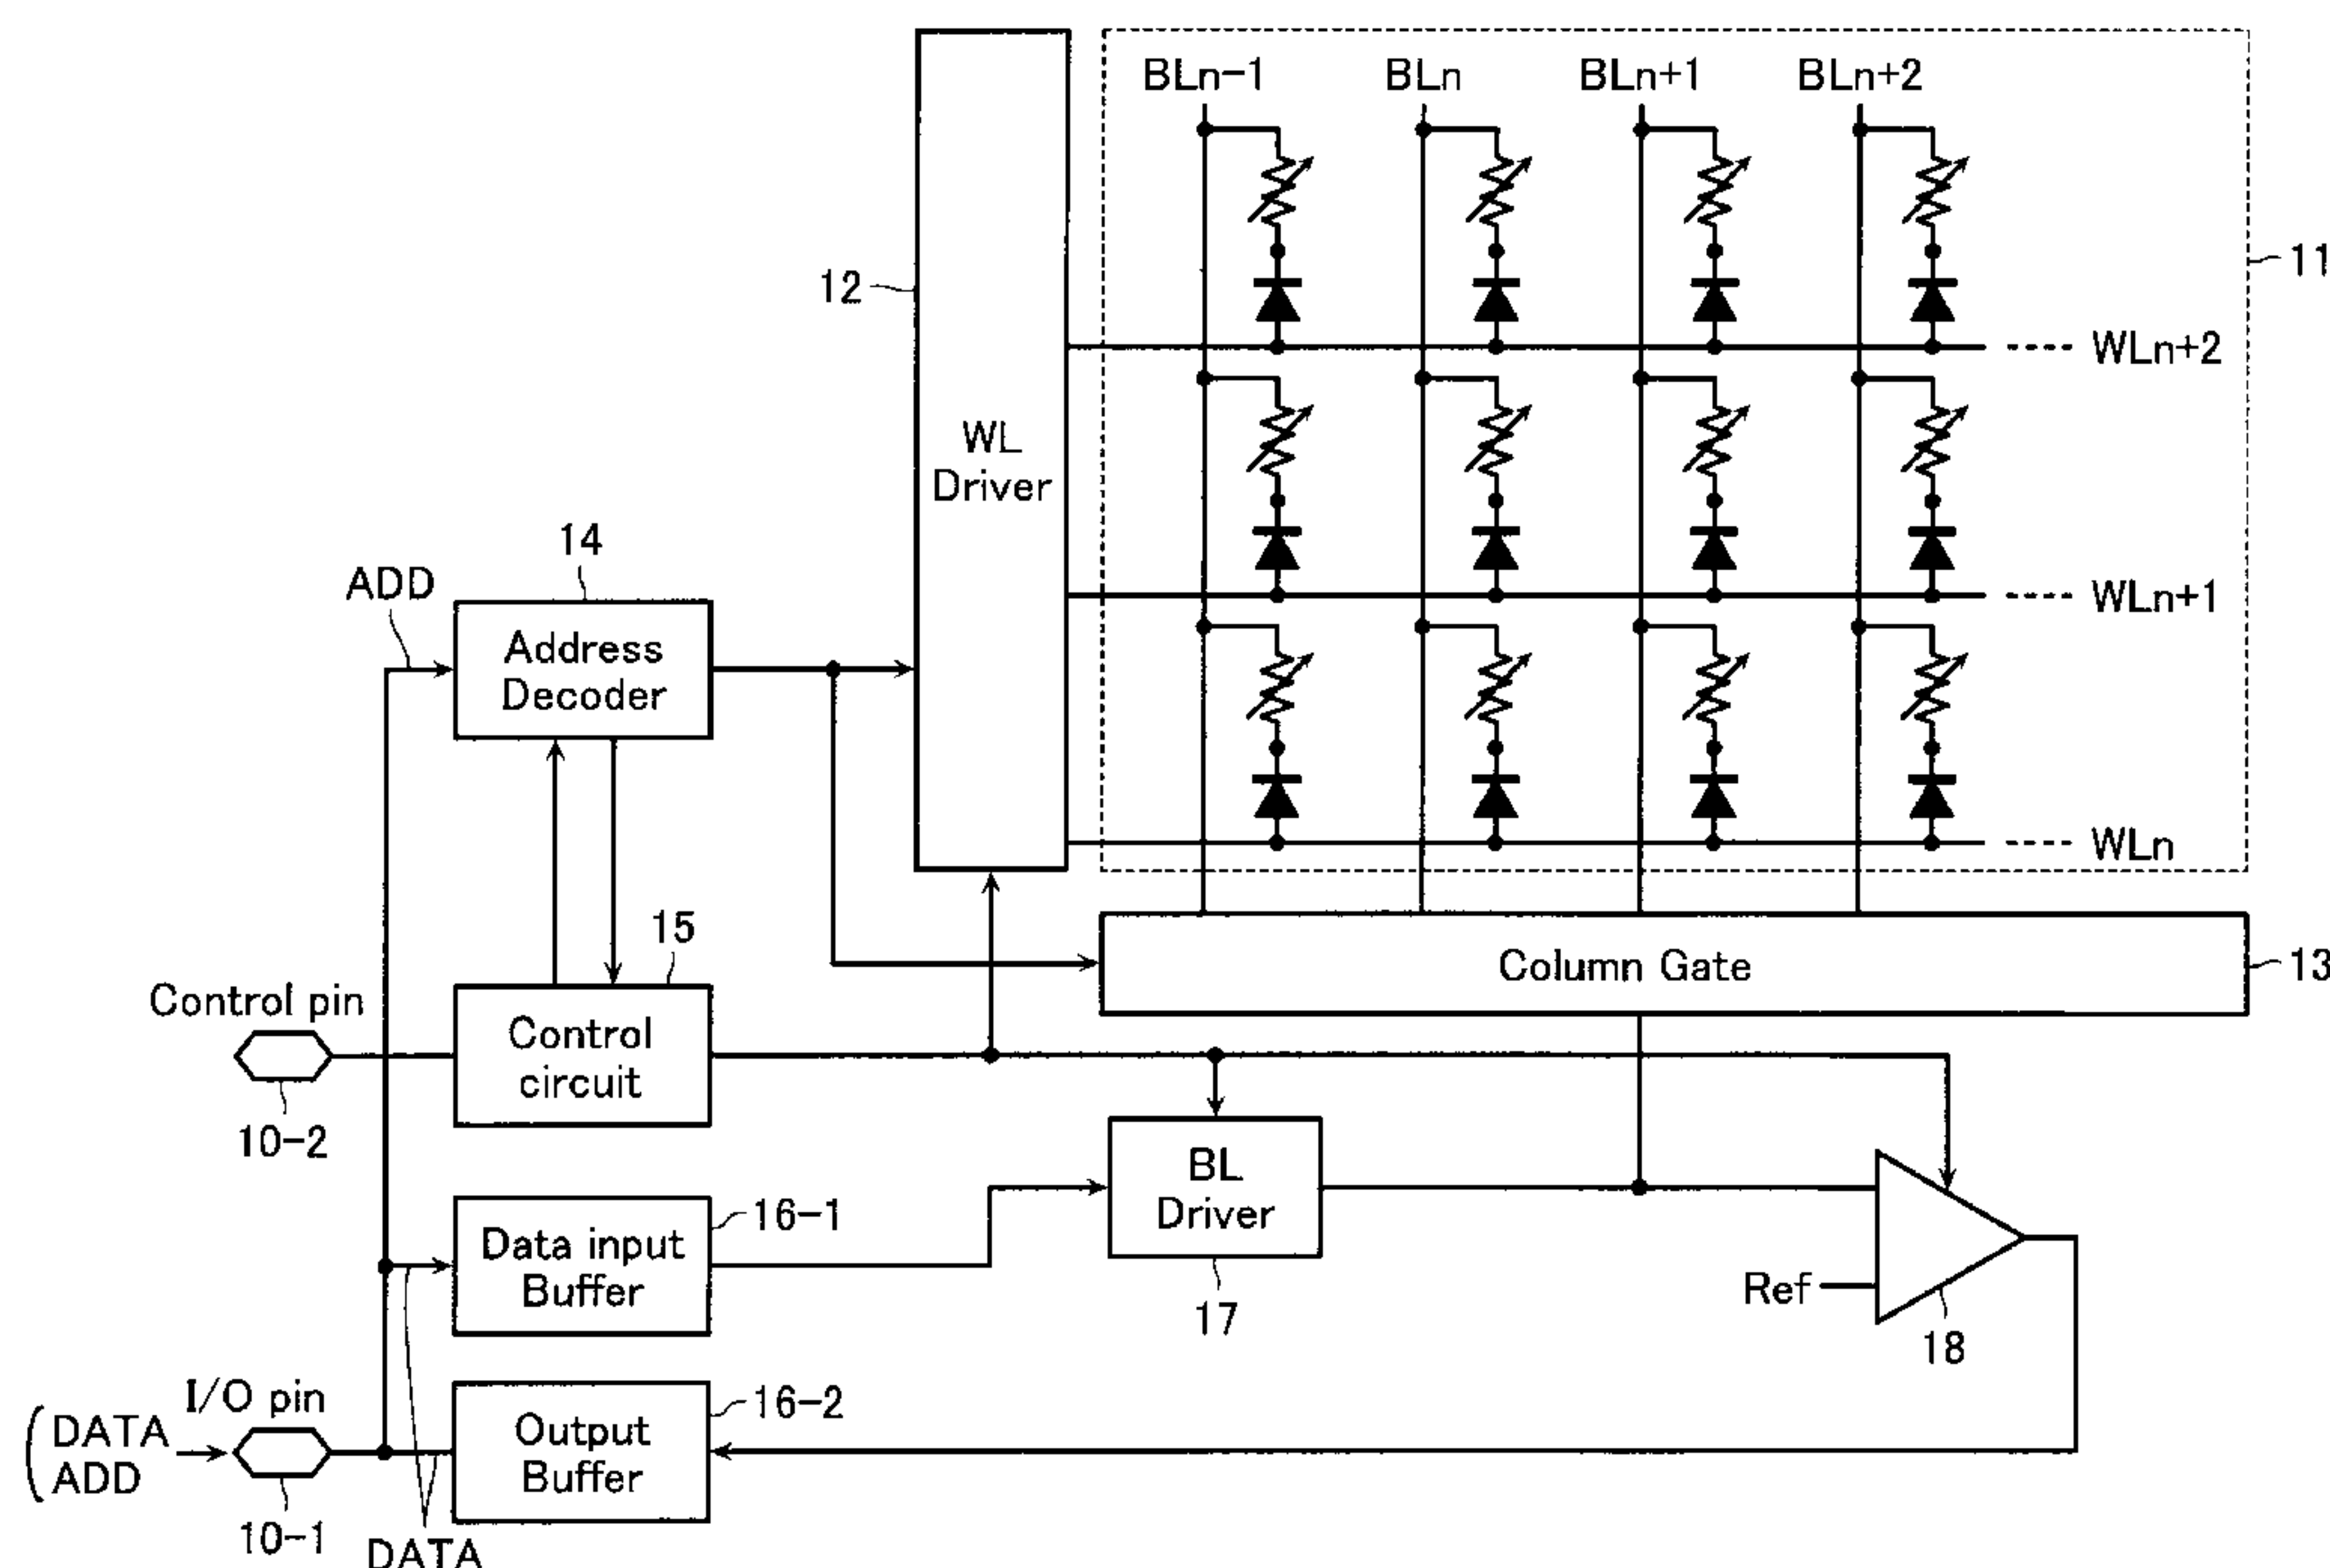 BLn-1 BLn BLn+1 BLn+2
11
12
WL
Driver
WLn+2
WLn+1
WLn
14
ADD
Address
Decoder
15
Control pin
Control
circuit
10-2
Column Gate
13
BL
Driver
17
16-1
Data input
Buffer
Ref
18
I/O pin
16-2
Output
Buffer
(DATA
ADD
10-1
DATA